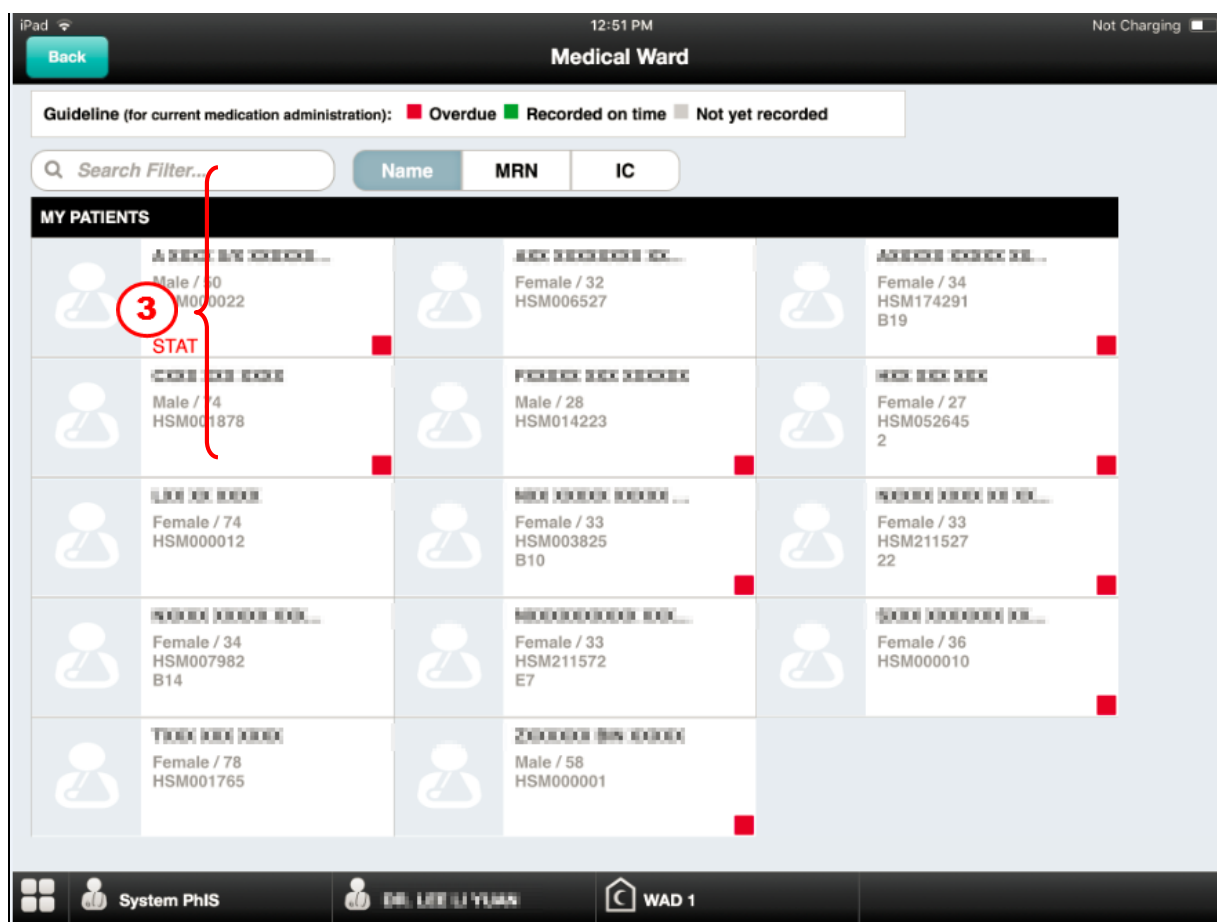 iPad 12:51 PM Not Charging
Back Medical Ward
Guideline (for current medication administration): Overdue Recorded on time Not yet recorded
Search Filter... Name MRN IC
MY PATIENTS
Male / 50
Female / 32
Female / 34
HSM006527
HSM174291
B19
3
STAT
Male / 74
Male / 28
Female / 27
HSM001878
HSM014223
HSM052645
2
Female / 74
Female / 33
Female / 33
HSM000012
HSM003825
HSM211527
B10
22
Female / 34
Female / 33
Female / 36
HSM007982
HSM211572
HSM000010
B14
E7
Female / 78
Male / 58
HSM001765
HSM000001
System PhIS WAD 1